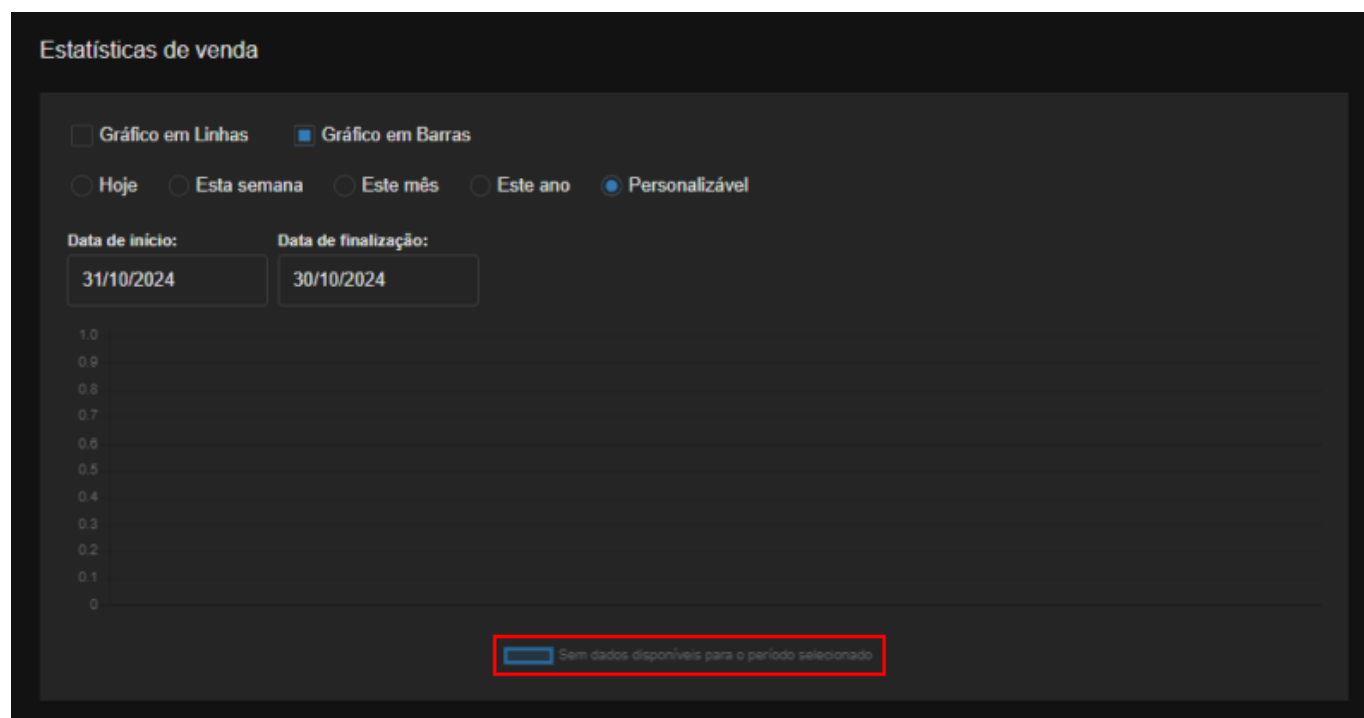 Estatísticas de venda
Gráfico em Linhas Gráfico em Barras
Hoje Esta semana Este mês Este ano Personalizável
Data de início: Data de finalização:
31/10/2024 30/10/2024
1.0
0.9
0.8
0.7
0.6
0.5
0.4
0.3
0.2
0.1
0
Sem dados disponíveis para o período selecionado